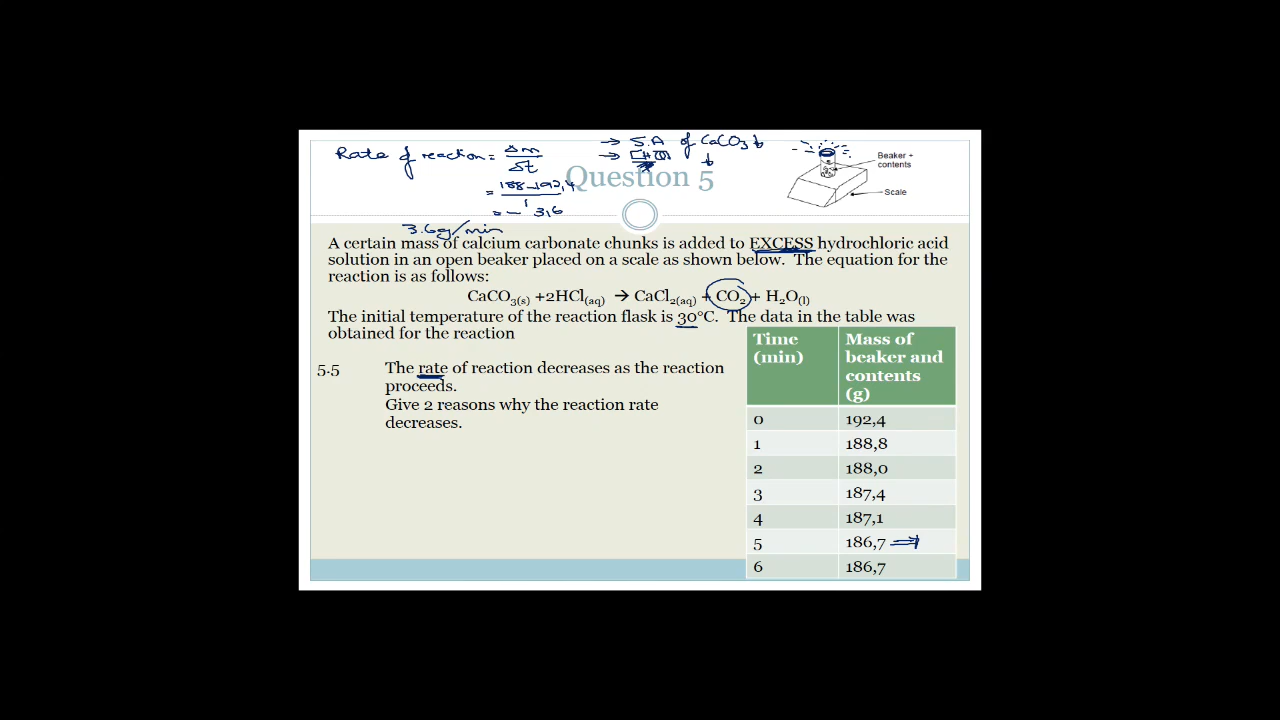 Rate of reaction = Δm / Δt
→ S.A of CaCO3 ↓
→ [HCl] ↓
= 188-192,4 / 1
= - 3,6
3.6g/min
Question 5
Beaker + contents
Scale
A certain mass of calcium carbonate chunks is added to EXCESS hydrochloric acid
solution in an open beaker placed on a scale as shown below. The equation for the
reaction is as follows:
CaCO3(s) +2HCl(aq) → CaCl2(aq) + CO2 + H2O(l)
The initial temperature of the reaction flask is 30°C. The data in the table was
obtained for the reaction
5.5 The rate of reaction decreases as the reaction
proceeds.
Give 2 reasons why the reaction rate
decreases.
Time (min) Mass of beaker and contents (g)
0 192,4
1 188,8
2 188,0
3 187,4
4 187,1
5 186,7 →
6 186,7